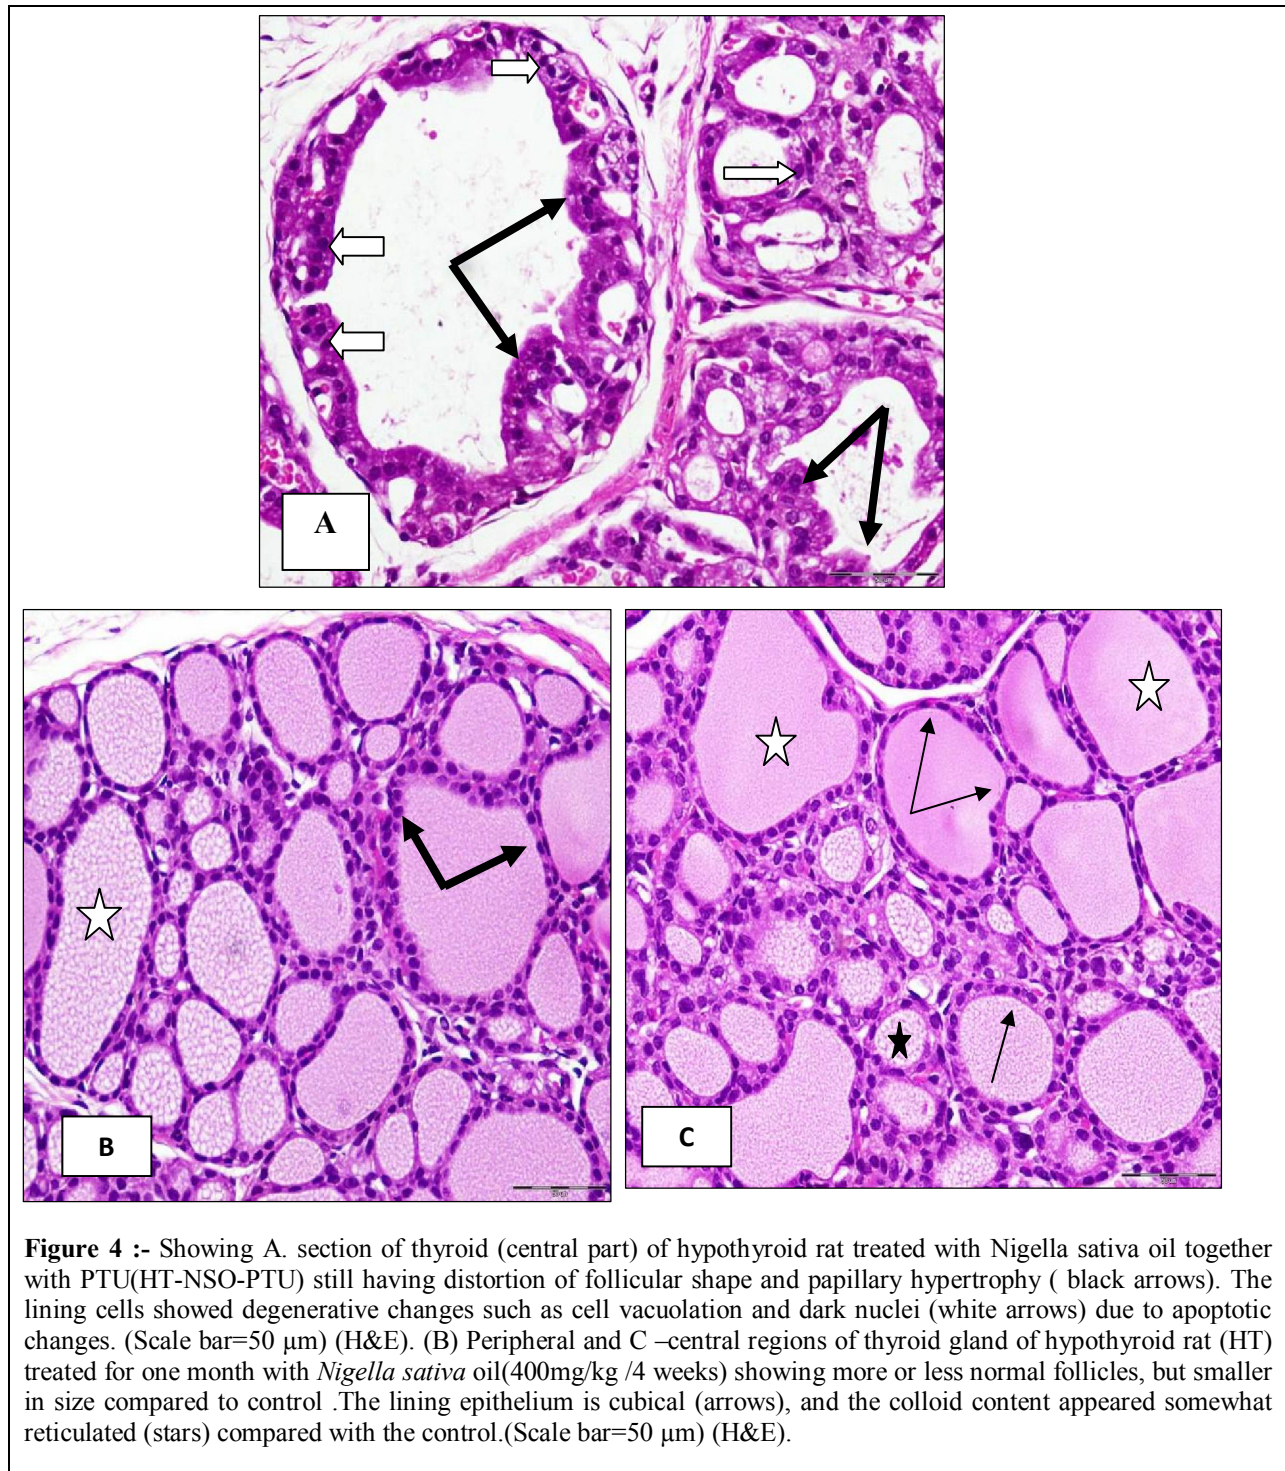 A
B
C
Figure 4 :- Showing A. section of thyroid (central part) of hypothyroid rat treated with Nigella sativa oil together
with PTU(HT-NSO-PTU) still having distortion of follicular shape and papillary hypertrophy ( black arrows). The
lining cells showed degenerative changes such as cell vacuolation and dark nuclei (white arrows) due to apoptotic
changes. (Scale bar=50 μm) (H&E). (B) Peripheral and C –central regions of thyroid gland of hypothyroid rat (HT)
treated for one month with Nigella sativa oil(400mg/kg /4 weeks) showing more or less normal follicles, but smaller
in size compared to control .The lining epithelium is cubical (arrows), and the colloid content appeared somewhat
reticulated (stars) compared with the control.(Scale bar=50 μm) (H&E).